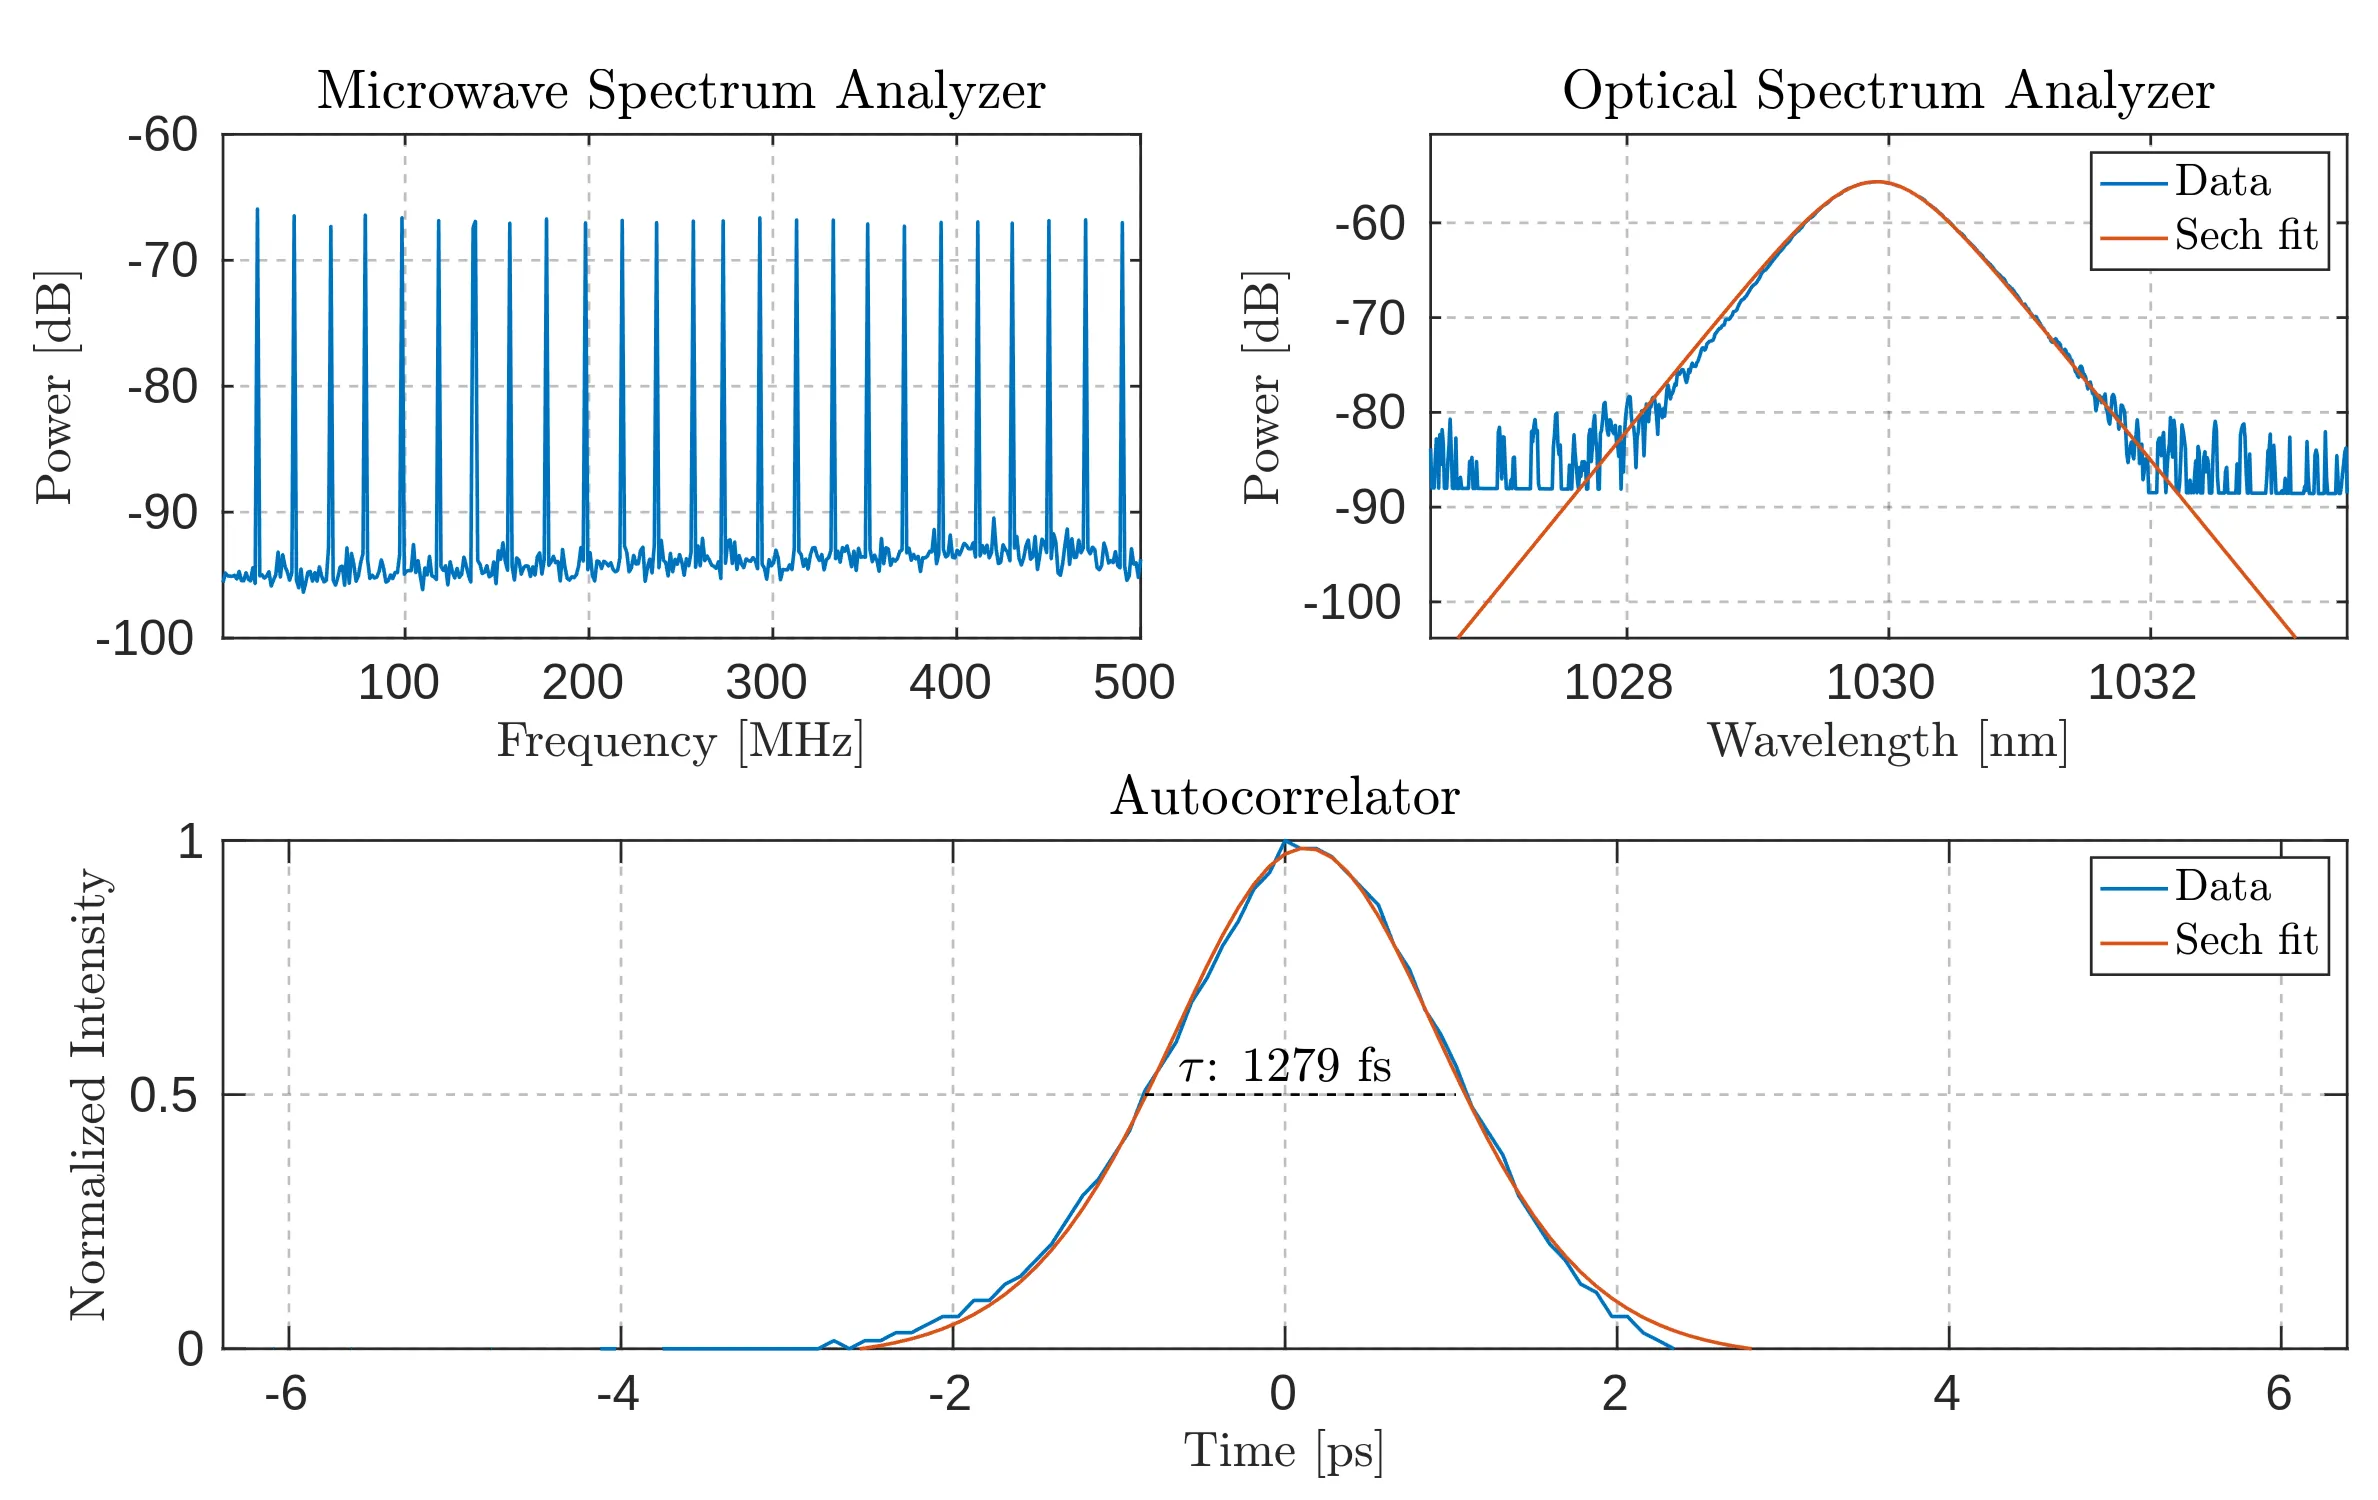 Microwave Spectrum Analyzer
-60
-70
-80
-90
-100
Power [dB]
100 200 300 400 500
Frequency [MHz]
Optical Spectrum Analyzer
Data
Sech fit
-60
-70
-80
-90
-100
Power [dB]
1028 1030 1032
Wavelength [nm]
Autocorrelator
Data
Sech fit
1
0.5
0
Normalized Intensity
τ: 1279 fs
-6 -4 -2 0 2 4 6
Time [ps]